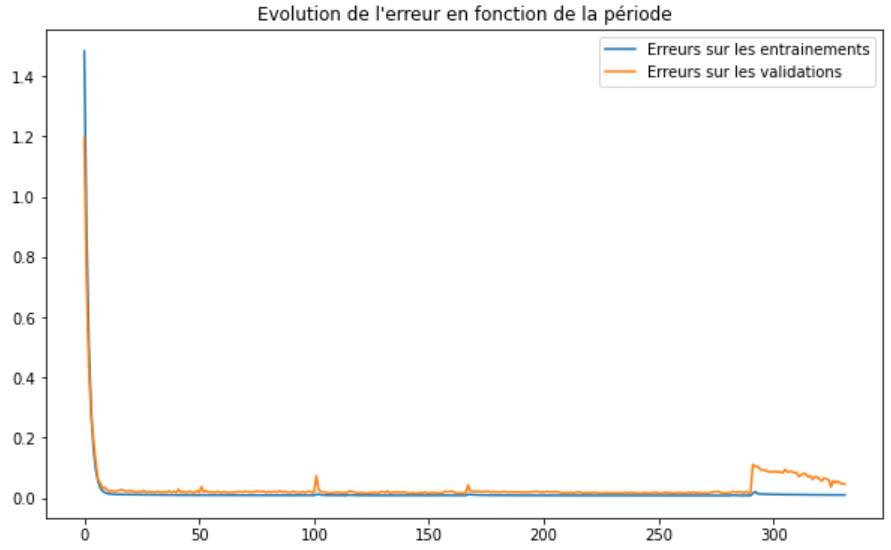 Evolution de l'erreur en fonction de la période
Erreurs sur les entrainements
Erreurs sur les validations
1.4
1.2
1.0
0.8
0.6
0.4
0.2
0.0
0 50 100 150 200 250 300